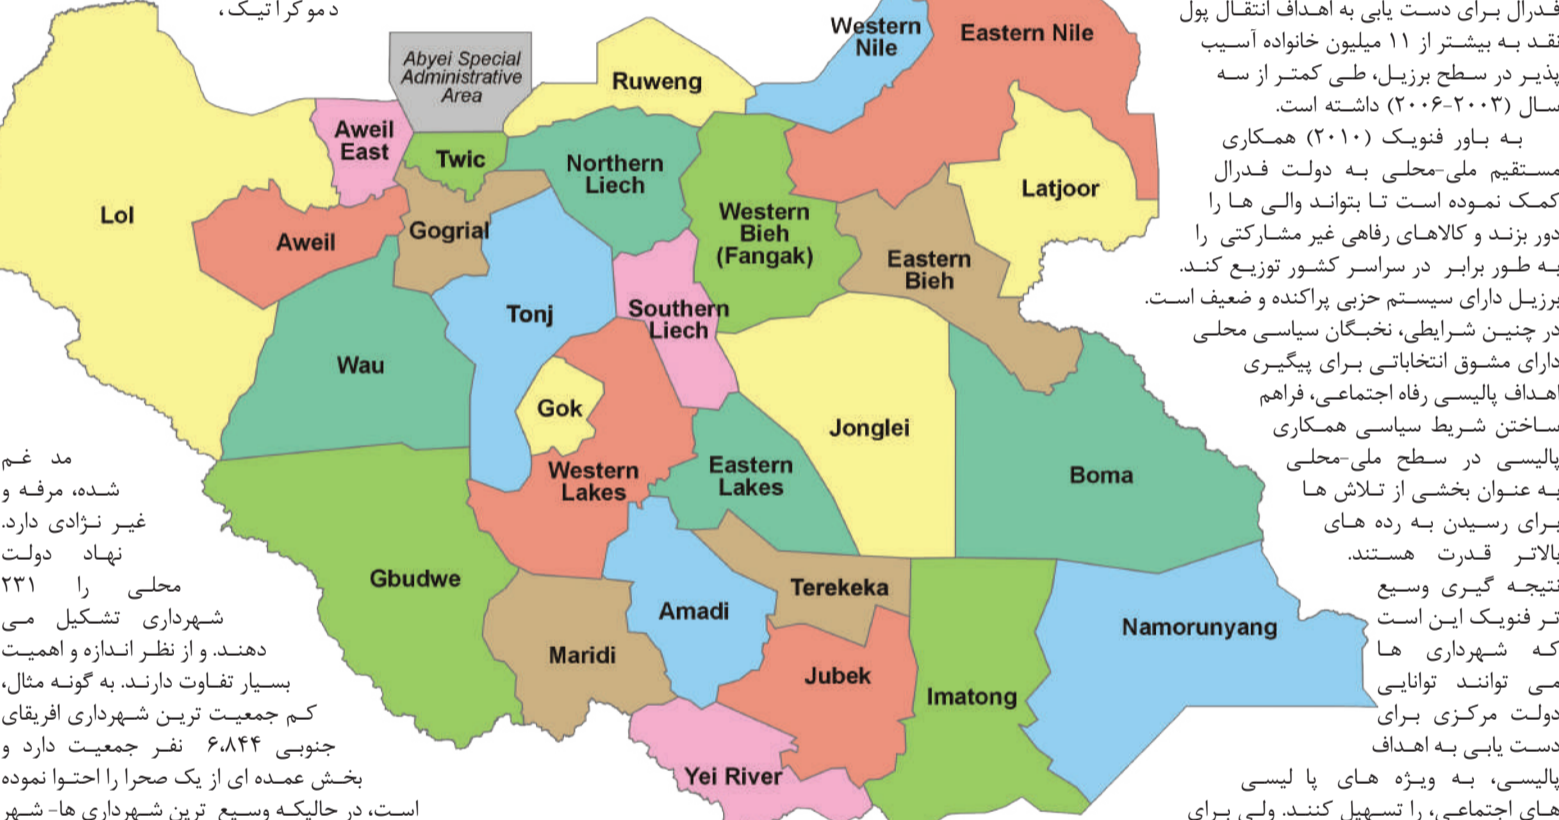 فدرال برای دست یابی به اهداف انتقال پول
نقد به بیشتر از ۱۱ میلیون خانواده آسیب
پذیر در سطح برزیل، طی کمتر از سه
سال (۲۰۰۳-۲۰۰۶) داشته است.
به باور فنویک (۲۰۱۰) همکاری
مستقیم ملی-محلی به دولت فدرال
کمک نموده است تا بتواند والی ها را
دور بزند و کالاهای رفاهی غیر مشارکتی را
به طور برابر در سراسر کشور توزیع کند.
برزیل دارای سیستم حزبی پراکنده و ضعیف است.
در چنین شرایطی، نخبگان سیاسی محلی
دارای مشوق انتخاباتی برای پیگیری
اهداف پالیسی رفاه اجتماعی، فراهم
ساختن شریط سیاسی همکاری
پالیسی در سطح ملی-محلی
به عنوان بخشی از تلاش ها
برای رسیدن به رده های
بالاتر قدرت هستند.
نتیجه گیری وسیع
تر فنویک این است
که شهرداری ها
می توانند توانایی
دولت مرکزی برای
دست یابی به اهداف
پالیسی، به ویژه های پا لیسی
های اجتماعی، را تسهیل کنند. ولی برای
دموکراتیک،
مد غم
شده، مرفه و
غیر نژادی دارد.
نهاد دولت
محلی را ۲۳۱
شهرداری تشکیل می
دهند. و از نظر اندازه و اهمیت
بسیار تفاوت دارند. به گونه مثال،
کم جمعیت ترین شهرداری افریقای
جنوبی ۶،۸۴۴ نفر جمعیت دارد و
بخش عمده ای از یک صحرا را احتوا نموده
است، در حالیکه وسیع ترین شهرداری ها- شهر
Western
Nile
Eastern Nile
Abyei Special
Administrative
Area
Ruweng
Aweil
East
Twic
Northern
Liech
Latjoor
Lol
Aweil
Gogrial
Western
Bieh
(Fangak)
Eastern
Bieh
Tonj
Southern
Liech
Wau
Gok
Jonglei
Western
Lakes
Eastern
Lakes
Boma
Gbudwe
Terekeka
Amadi
Namorunyang
Maridi
Jubek
Imatong
Yei River